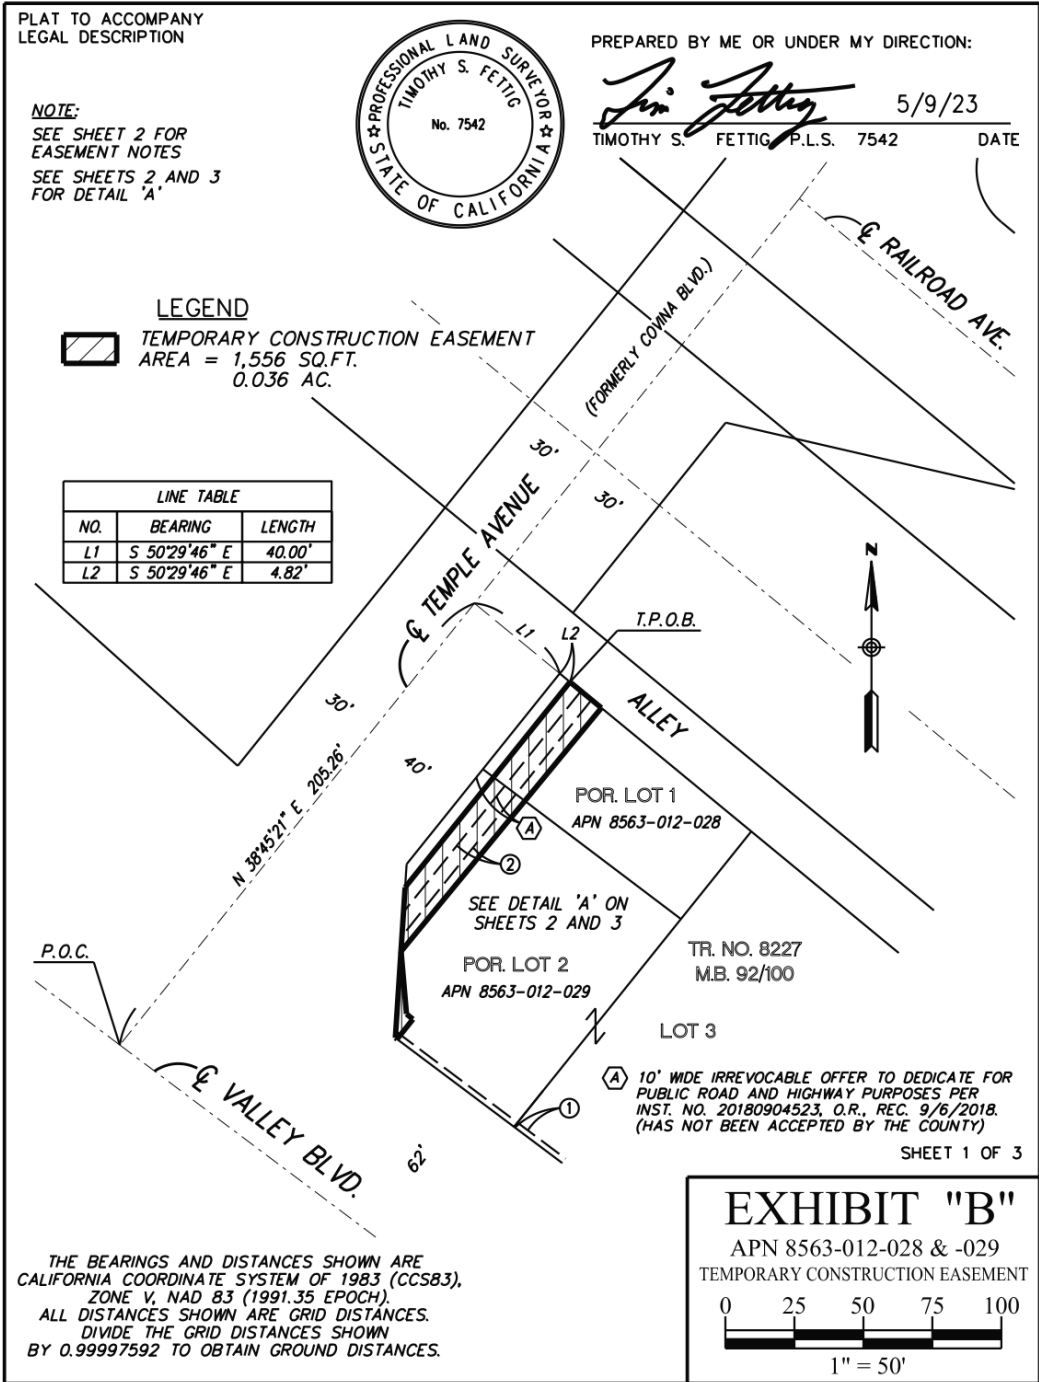 PLAT TO ACCOMPANY
LEGAL DESCRIPTION
NOTE:
SEE SHEET 2 FOR
EASEMENT NOTES
SEE SHEETS 2 AND 3
FOR DETAIL 'A'
PROFESSIONAL LAND SURVEYOR
TIMOTHY S. FETTIG
No. 7542
STATE OF CALIFORNIA
PREPARED BY ME OR UNDER MY DIRECTION:
Tim Fettig
5/9/23
TIMOTHY S. FETTIG P.L.S. 7542 DATE
℄ RAILROAD AVE.
(FORMERLY COVINA BLVD.)
LEGEND
TEMPORARY CONSTRUCTION EASEMENT
AREA = 1,556 SQ.FT.
0.036 AC.
30'
30'
℄ TEMPLE AVENUE
LINE TABLE
NO. BEARING LENGTH
L1 S 50°29'46" E 40.00'
L2 S 50°29'46" E 4.82'
N
T.P.O.B.
L1
L2
ALLEY
30'
40'
N 38°45'21" E 205.26'
POR. LOT 1
APN 8563-012-028
A
2
SEE DETAIL 'A' ON
SHEETS 2 AND 3
POR. LOT 2
APN 8563-012-029
TR. NO. 8227
M.B. 92/100
LOT 3
P.O.C.
℄ VALLEY BLVD.
62'
1
A 10' WIDE IRREVOCABLE OFFER TO DEDICATE FOR
PUBLIC ROAD AND HIGHWAY PURPOSES PER
INST. NO. 20180904523, O.R., REC. 9/6/2018.
(HAS NOT BEEN ACCEPTED BY THE COUNTY)
SHEET 1 OF 3
THE BEARINGS AND DISTANCES SHOWN ARE
CALIFORNIA COORDINATE SYSTEM OF 1983 (CCS83),
ZONE V, NAD 83 (1991.35 EPOCH).
ALL DISTANCES SHOWN ARE GRID DISTANCES.
DIVIDE THE GRID DISTANCES SHOWN
BY 0.99997592 TO OBTAIN GROUND DISTANCES.
EXHIBIT "B"
APN 8563-012-028 & -029
TEMPORARY CONSTRUCTION EASEMENT
0 25 50 75 100
1" = 50'